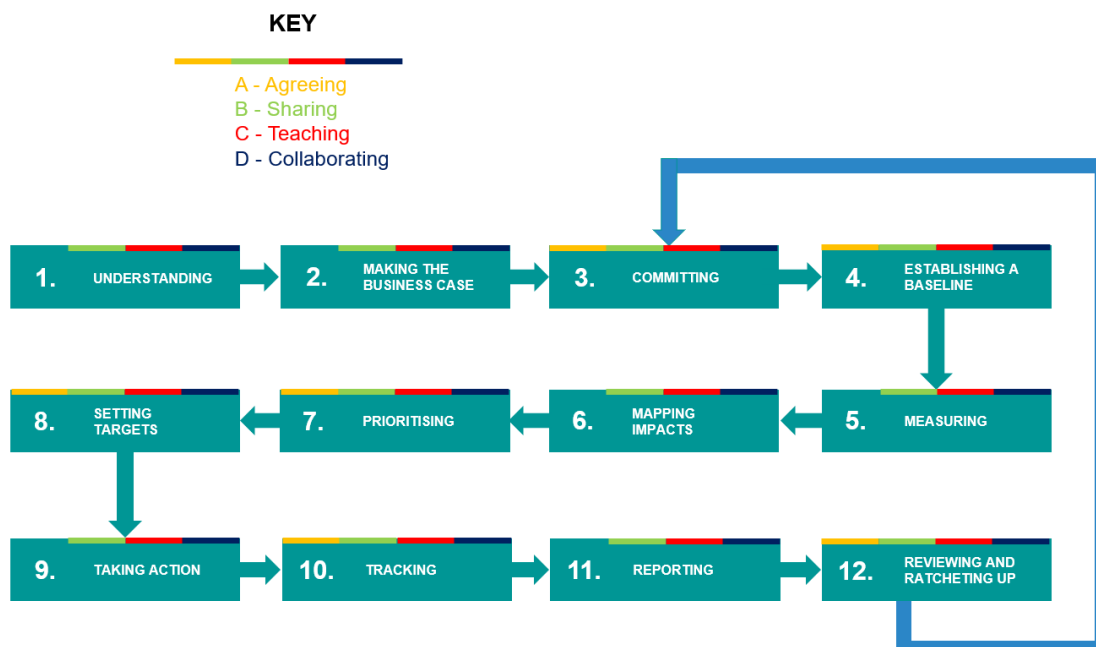 KEY
A - Agreeing
B - Sharing
C - Teaching
D - Collaborating
1. UNDERSTANDING
2. MAKING THE
BUSINESS CASE
3. COMMITTING
4. ESTABLISHING A
BASELINE
8. SETTING
TARGETS
7. PRIORITISING
6. MAPPING
IMPACTS
5. MEASURING
9. TAKING ACTION
10. TRACKING
11. REPORTING
12. REVIEWING AND
RATCHETING UP